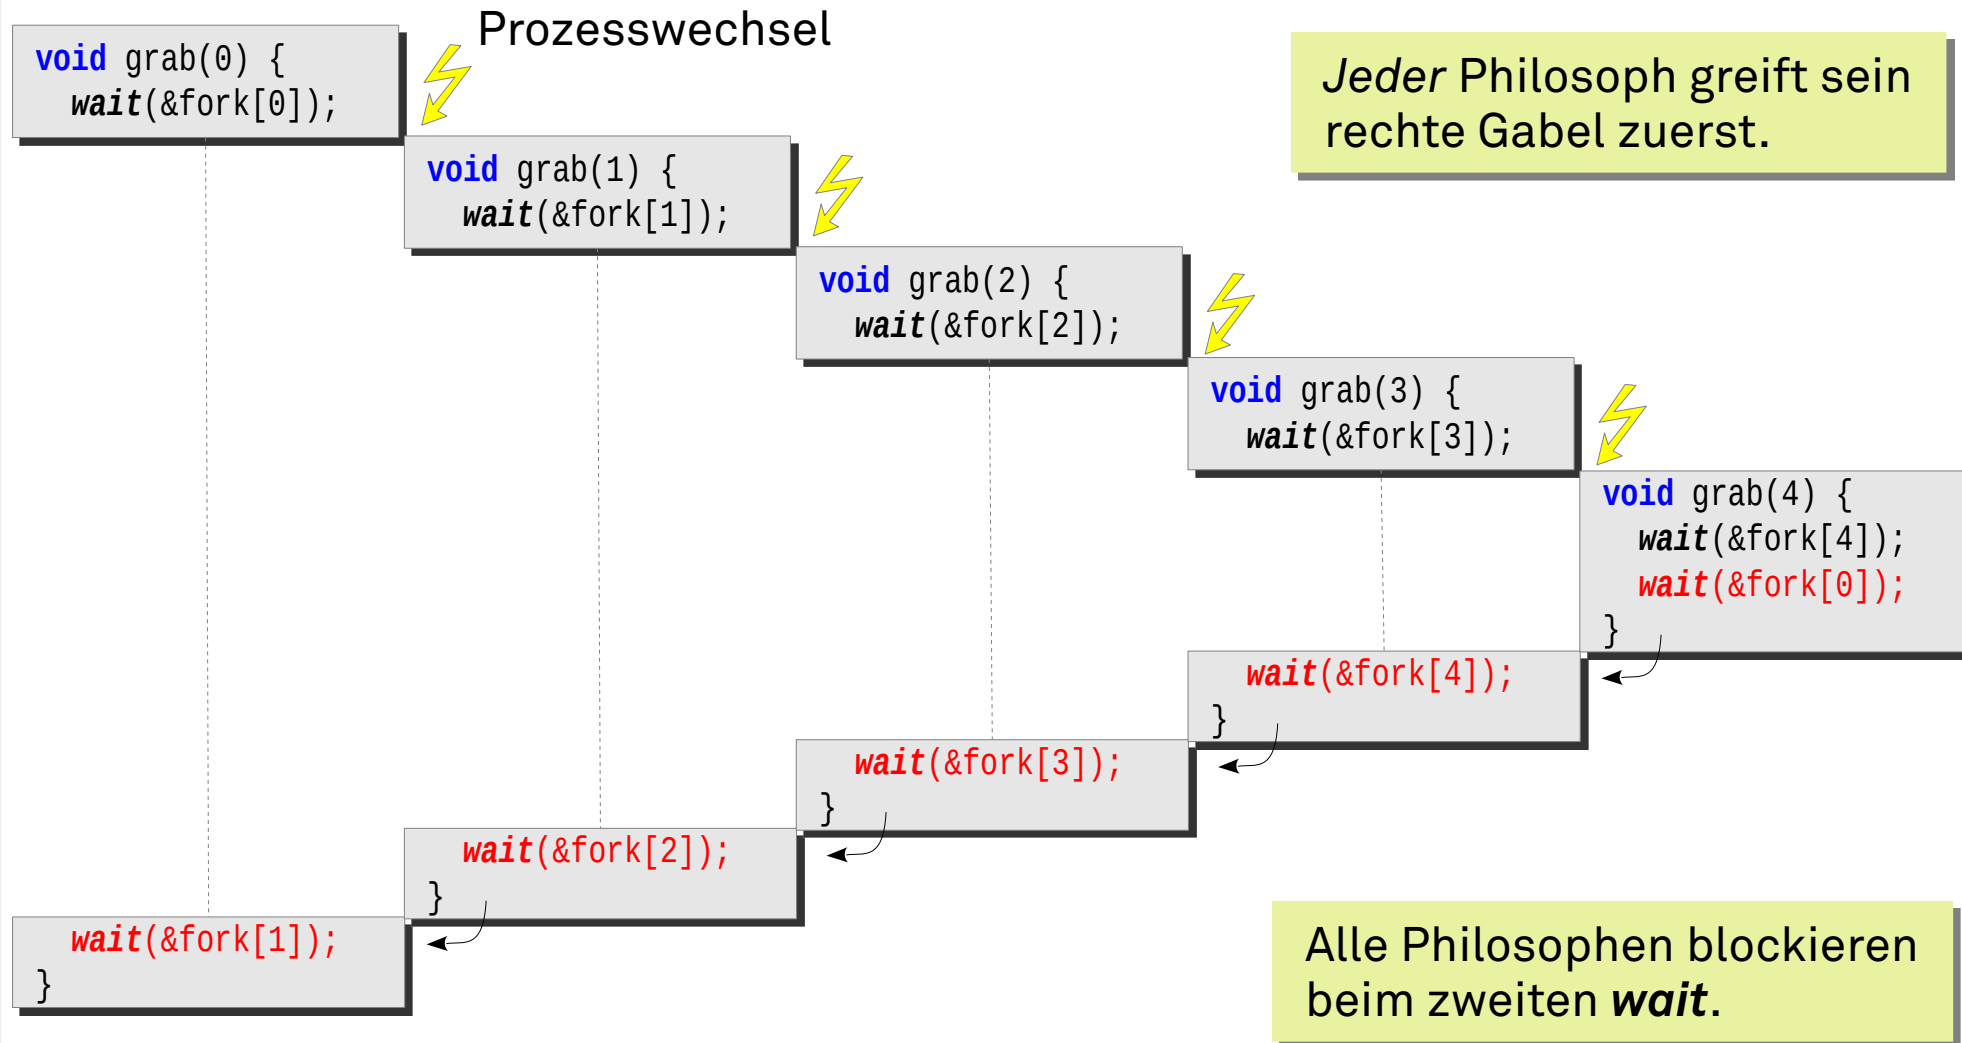 Prozesswechsel
void grab(0) {
wait(&fork[0]);
Jeder Philosoph greift sein
rechte Gabel zuerst.
void grab(1) {
wait(&fork[1]);
void grab(2) {
wait(&fork[2]);
void grab(3) {
wait(&fork[3]);
void grab(4) {
wait(&fork[4]);
wait(&fork[0]);
}
wait(&fork[4]);
}
wait(&fork[3]);
}
wait(&fork[2]);
}
wait(&fork[1]);
}
Alle Philosophen blockieren
beim zweiten wait.